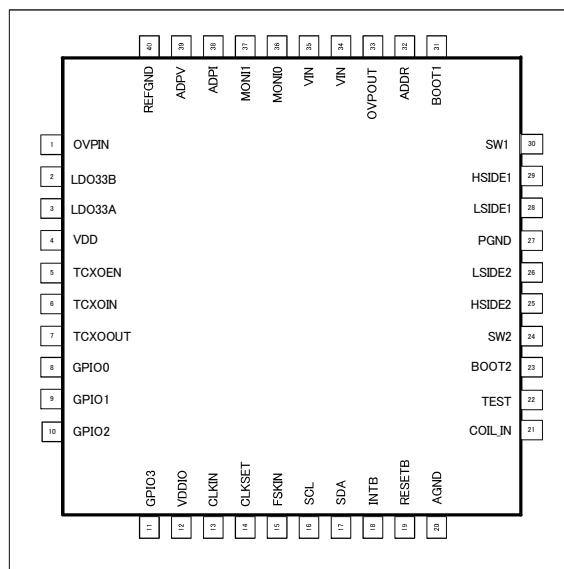 40 39 38 37 36 35 34 33 32 31
REFGND ADPV ADPI MONI1 MONI0 VIN VIN OVPOUT ADDR BOOT1
1 OVPIN SW1 30
2 LDO33B HSIDE1 29
3 LDO33A LSIDE1 28
4 VDD PGND 27
5 TCXOEN LSIDE2 26
6 TCXOIN HSIDE2 25
7 TCXOOUT SW2 24
8 GPIO0 BOOT2 23
9 GPIO1 TEST 22
10 GPIO2 COIL_IN 21
GPIO3 VDDIO CLKIN CLKSET FSKIN SCL SDA INTB RESETB AGND
11 12 13 14 15 16 17 18 19 20